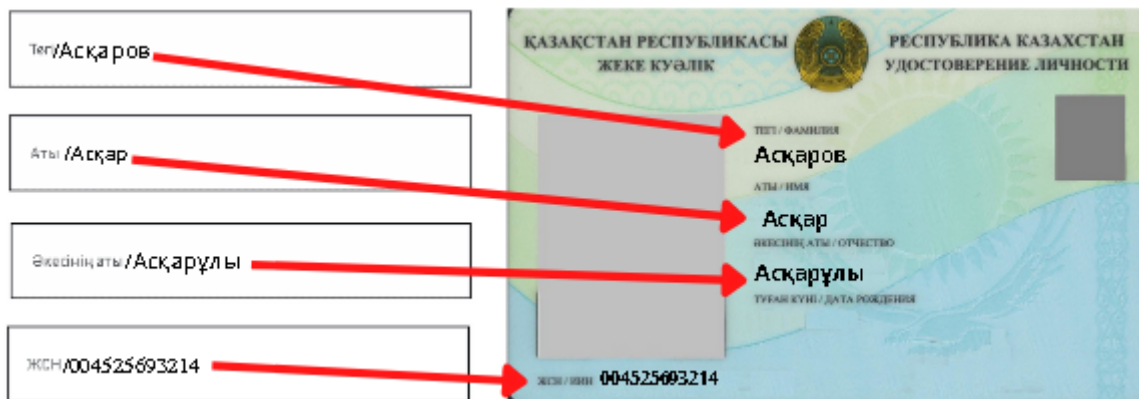 Тегі/Асқаров
Аты /Асқар
Әкесінің аты/Асқарұлы
ЖСН/004525693214
ҚАЗАҚСТАН РЕСПУБЛИКАСЫ
ЖЕКЕ КУӘЛІК
РЕСПУБЛИКА КАЗАХСТАН
УДОСТОВЕРЕНИЕ ЛИЧНОСТИ
ТЕГІ / ФАМИЛИЯ
Асқаров
АТЫ / ИМЯ
Асқар
ӘКЕСІНІҢ АТЫ / ОТЧЕСТВО
Асқарұлы
ТУҒАН КҮНІ / ДАТА РОЖДЕНИЯ
ЖСН / ИИН 004525693214